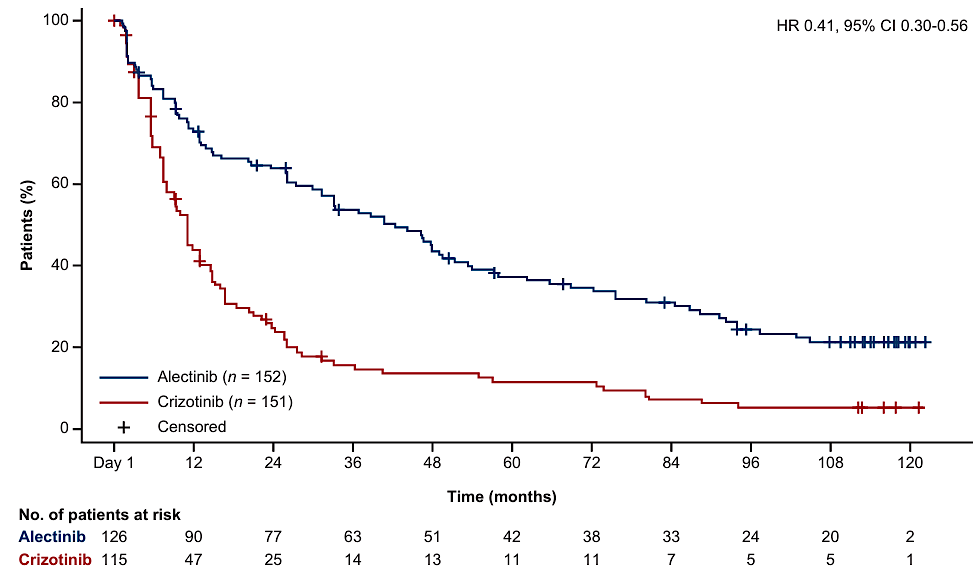 HR 0.41, 95% CI 0.30-0.56
100
80
60
40
20
0
Patients (%)
Alectinib (n = 152)
Crizotinib (n = 151)
Censored
Day 1 12 24 36 48 60 72 84 96 108 120
Time (months)
No. of patients at risk
Alectinib 126 90 77 63 51 42 38 33 24 20 2
Crizotinib 115 47 25 14 13 11 11 7 5 5 1